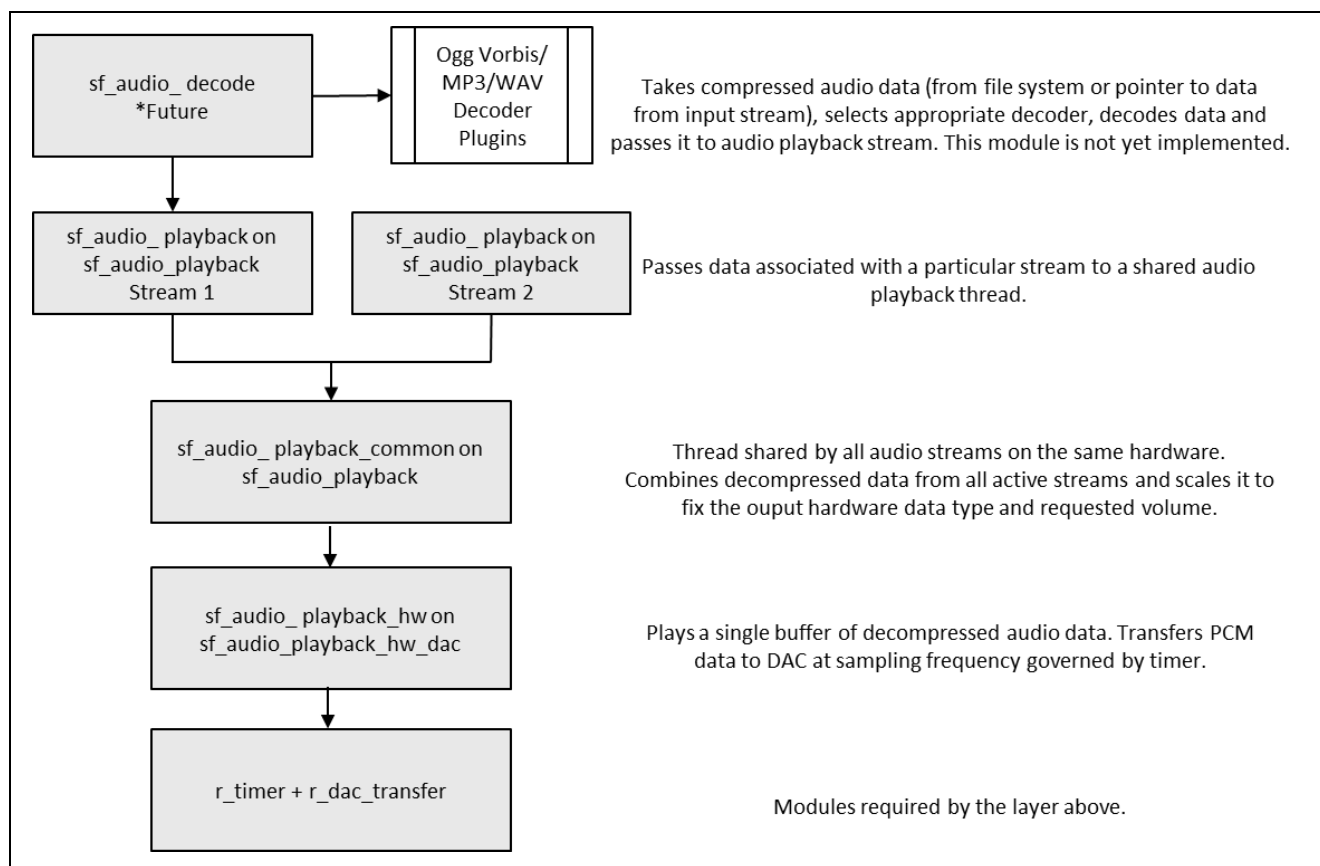 sf_audio_ decode
*Future
Ogg Vorbis/
MP3/WAV
Decoder
Plugins
Takes compressed audio data (from file system or pointer to data
from input stream), selects appropriate decoder, decodes data and
passes it to audio playback stream. This module is not yet implemented.
sf_audio_ playback on
sf_audio_playback
Stream 1
sf_audio_ playback on
sf_audio_playback
Stream 2
Passes data associated with a particular stream to a shared audio
playback thread.
sf_audio_ playback_common on
sf_audio_playback
Thread shared by all audio streams on the same hardware.
Combines decompressed data from all active streams and scales it to
fix the ouput hardware data type and requested volume.
sf_audio_ playback_hw on
sf_audio_playback_hw_dac
Plays a single buffer of decompressed audio data. Transfers PCM
data to DAC at sampling frequency governed by timer.
r_timer + r_dac_transfer
Modules required by the layer above.